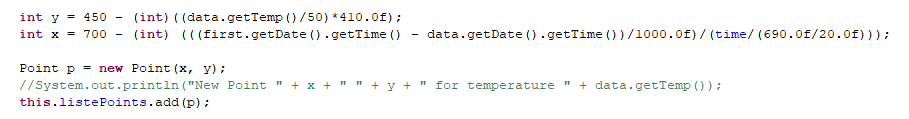 int y = 450 - (int)((data.getTemp()/50)*410.0f);
int x = 700 - (int) (((first.getDate().getTime() - data.getDate().getTime())/1000.0f)/(time/(690.0f/20.0f)));
Point p = new Point(x, y);
//System.out.println("New Point " + x + " " + y + " for temperature " + data.getTemp());
this.listePoints.add(p);